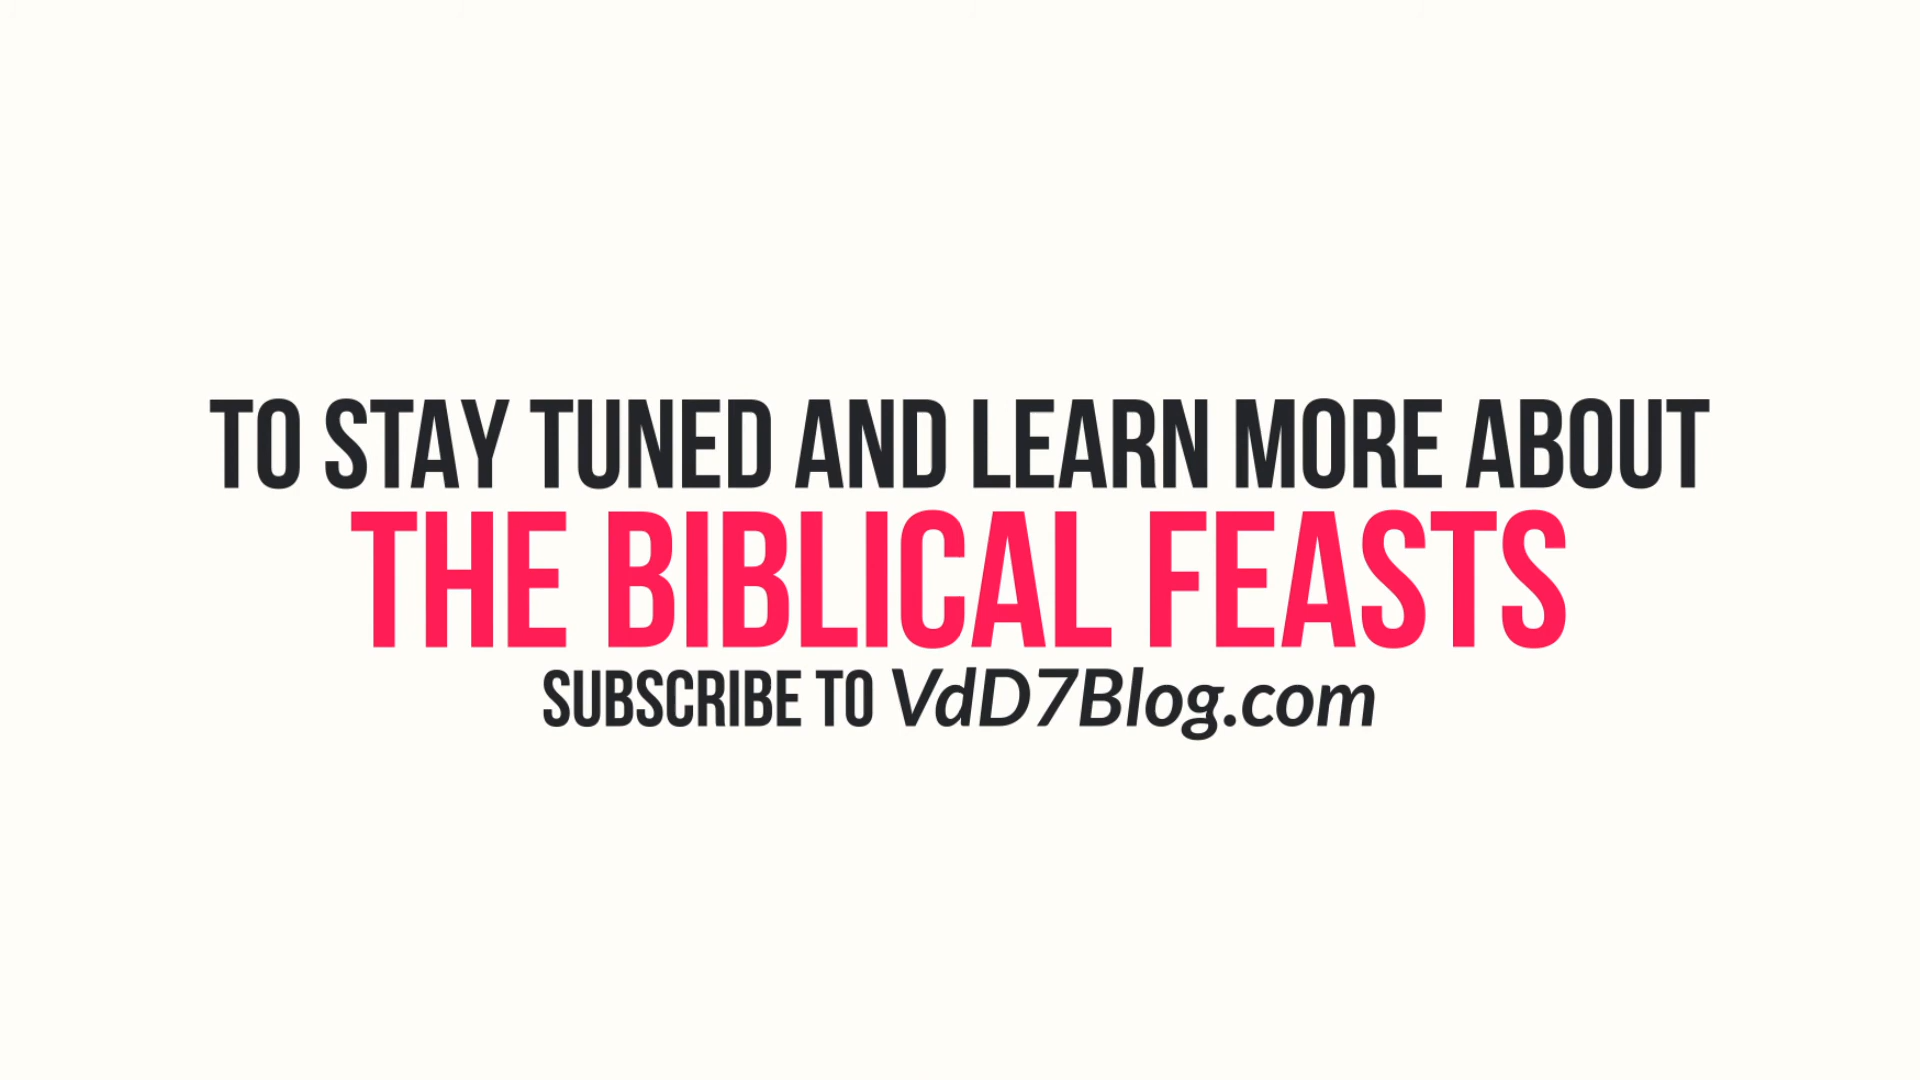 TO STAY TUNED AND LEARN MORE ABOUT
THE BIBLICAL FEASTS
SUBSCRIBE TO VdD7Blog.com